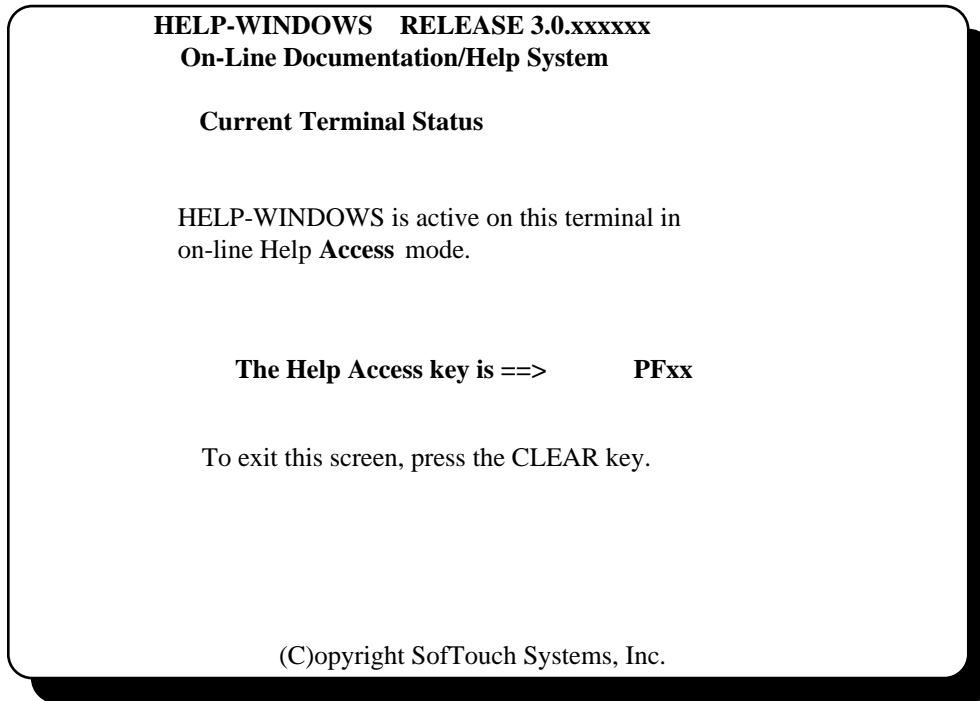 HELP-WINDOWS RELEASE 3.0.xxxxxx
On-Line Documentation/Help System
Current Terminal Status
HELP-WINDOWS is active on this terminal in
on-line Help Access mode.
The Help Access key is ==> PFxx
To exit this screen, press the CLEAR key.
(C)opyright SofTouch Systems, Inc.